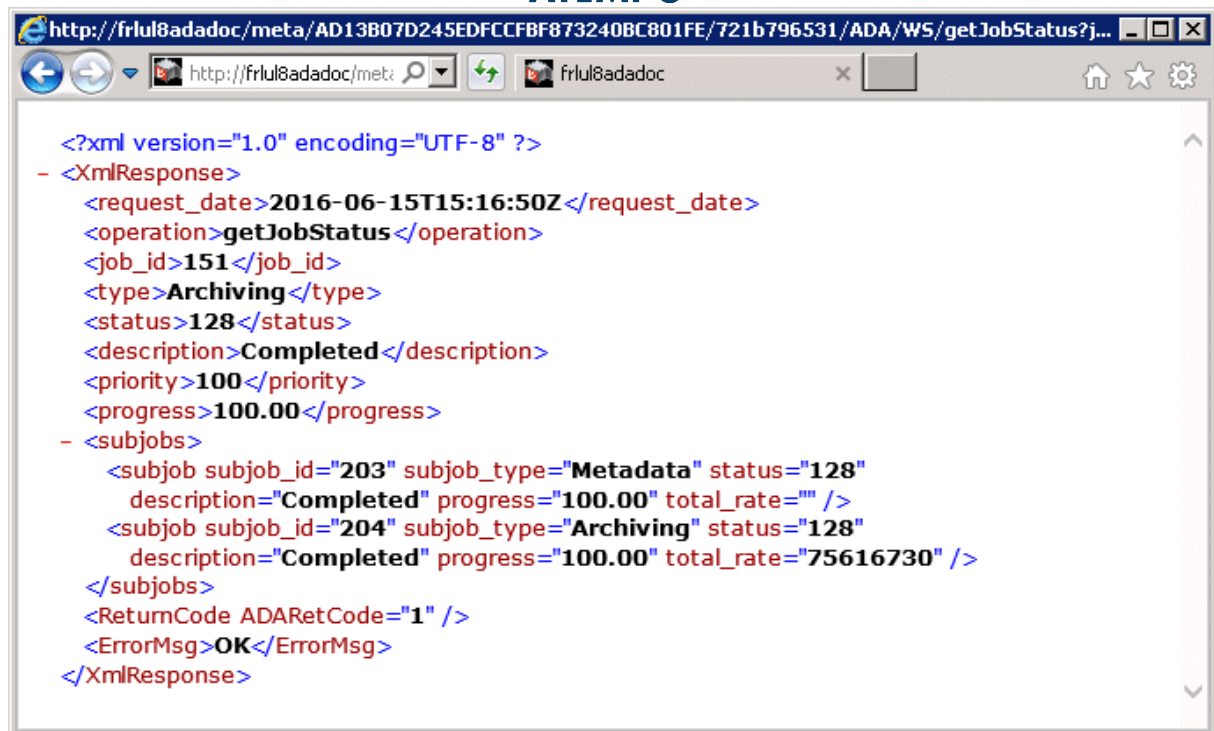 http://frlul8adadoc/meta/AD13B07D245EDFCCFBF873240BC801FE/721b796531/ADA/WS/getJobStatus?j...
http://frlul8adadoc/meta
frlul8adadoc
<?xml version="1.0" encoding="UTF-8" ?>
- <XmlResponse>
<request_date>2016-06-15T15:16:50Z</request_date>
<operation>getJobStatus</operation>
<job_id>151</job_id>
<type>Archiving</type>
<status>128</status>
<description>Completed</description>
<priority>100</priority>
<progress>100.00</progress>
- <subjobs>
<subjob subjob_id="203" subjob_type="Metadata" status="128"
description="Completed" progress="100.00" total_rate="" />
<subjob subjob_id="204" subjob_type="Archiving" status="128"
description="Completed" progress="100.00" total_rate="75616730" />
</subjobs>
<ReturnCode ADARetCode="1" />
<ErrorMsg>OK</ErrorMsg>
</XmlResponse>